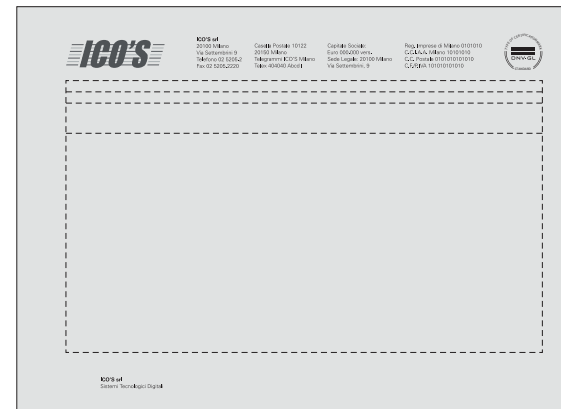 ICO'S
ICO'S srl
20100 Milano
Via Settembrini 9
Telefono 02 5205.2
Fax 02 5205.2220
Casella Postale 10122
20150 Milano
Telegrammi ICO'S Milano
Telex 404040 Abcdli
Capitale Sociale:
Euro 000.000 vers.
Sede Legale: 20100 Milano
Via Settembrini, 9
Reg. Imprese di Milano 0101010
C.C.I.A.A. Milano 10101010
C.C. Postale 0101010101010
C.F./P.IVA 101010101010
DNV-GL
ICO'S srl
Sistemi Tecnologici Digitali